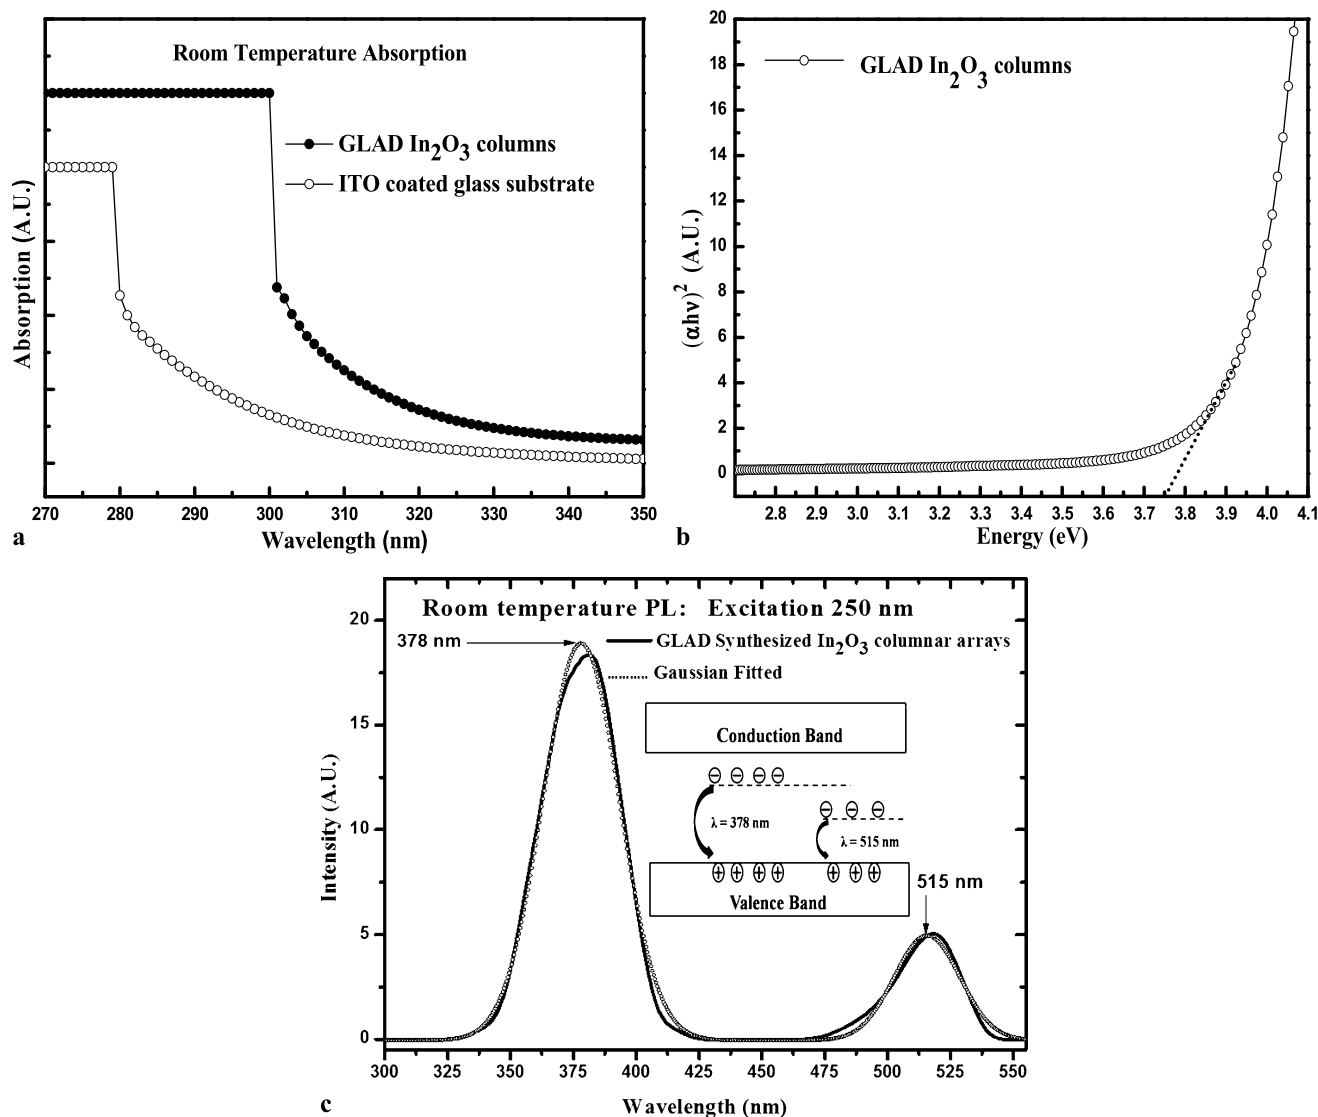 Room Temperature Absorption
GLAD In2O3 columns
ITO coated glass substrate
Absorption (A.U.)
270 280 290 300 310 320 330 340 350
Wavelength (nm)
a
20
18
16
14
12
10
8
6
4
2
0
GLAD In2O3 columns
(αhν)2 (A.U.)
2.8 2.9 3.0 3.1 3.2 3.3 3.4 3.5 3.6 3.7 3.8 3.9 4.0 4.1
Energy (eV)
b
Room temperature PL: Excitation 250 nm
378 nm
GLAD Synthesized In2O3 columnar arrays
Gaussian Fitted
Conduction Band
λ = 378 nm
λ = 515 nm
Valence Band
515 nm
20
15
10
5
0
Intensity (A.U.)
300 325 350 375 400 425 450 475 500 525 550
Wavelength (nm)
c